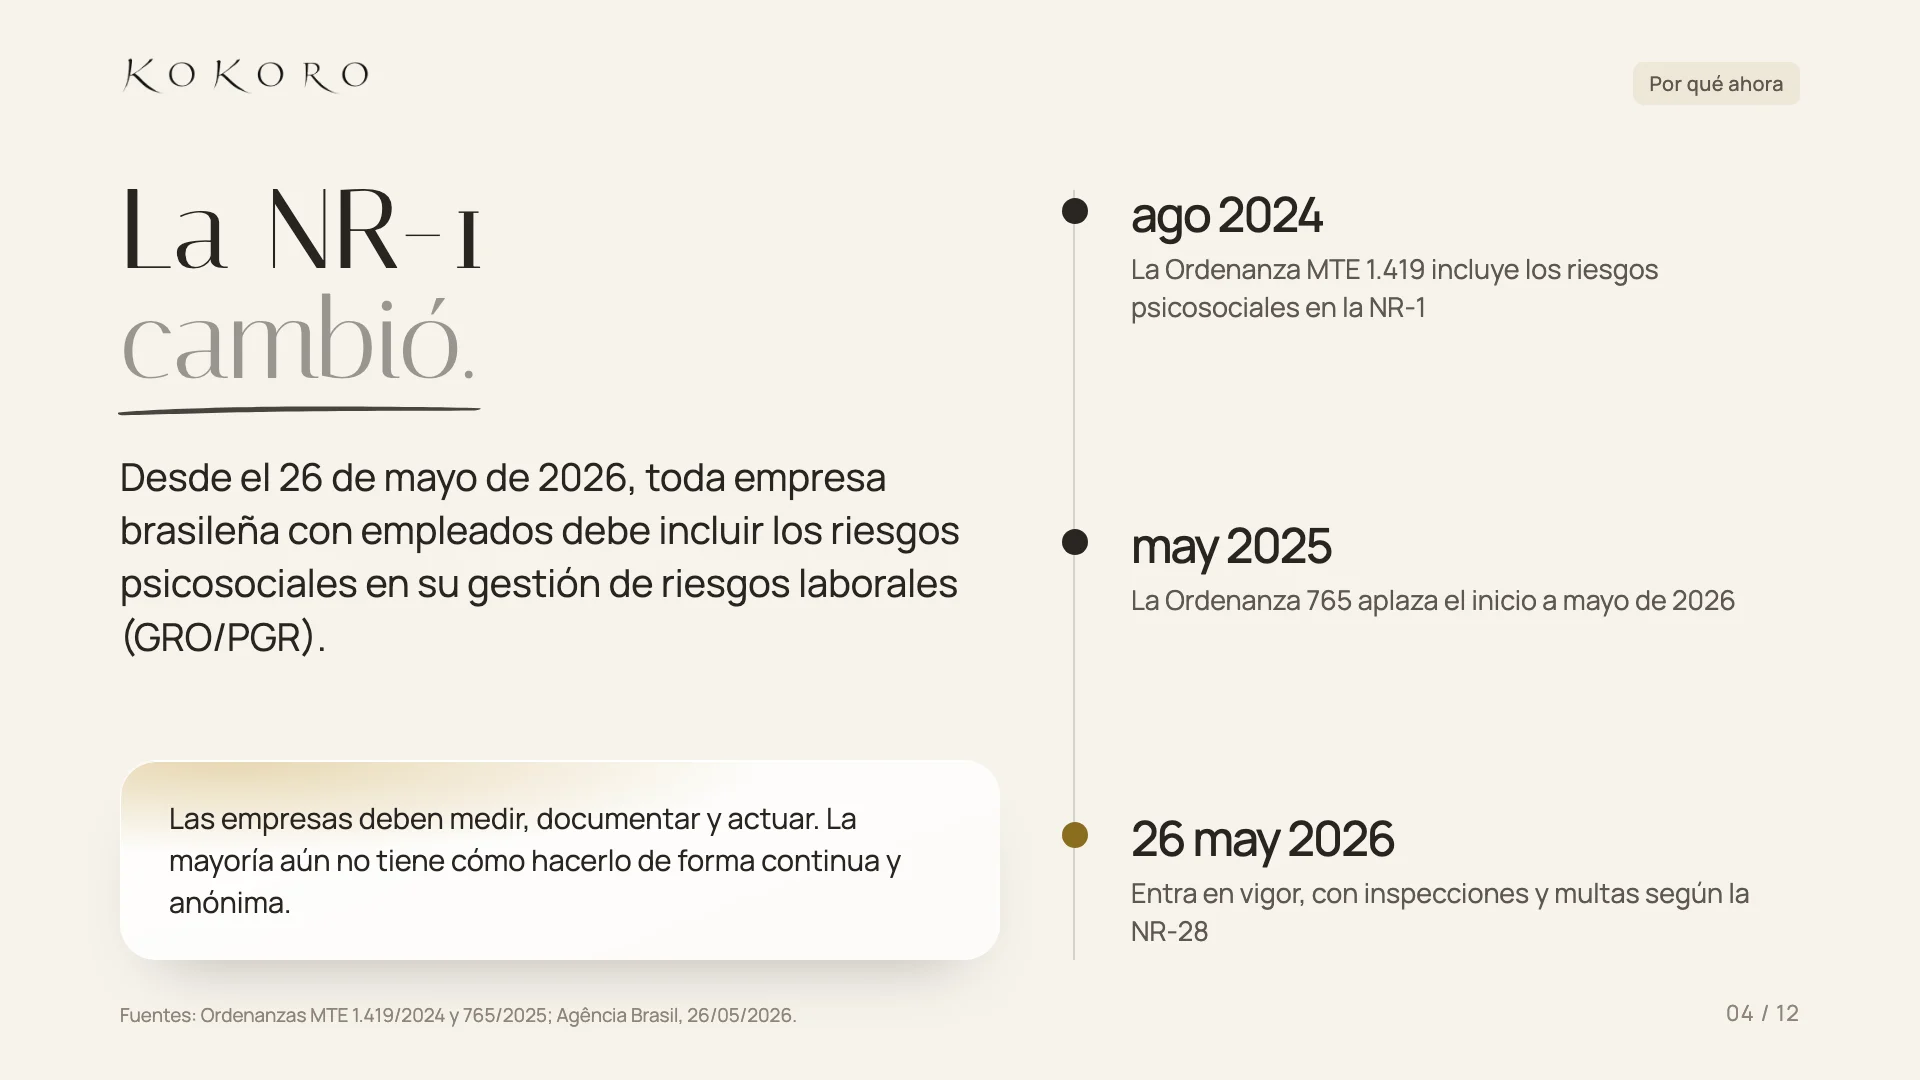 KOKORO
Por qué ahora
La NR-1
cambió.
Desde el 26 de mayo de 2026, toda empresa
brasileña con empleados debe incluir los riesgos
psicosociales en su gestión de riesgos laborales
(GRO/PGR).
Las empresas deben medir, documentar y actuar. La
mayoría aún no tiene cómo hacerlo de forma continua y
anónima.
ago 2024
La Ordenanza MTE 1.419 incluye los riesgos
psicosociales en la NR-1
may 2025
La Ordenanza 765 aplaza el inicio a mayo de 2026
26 may 2026
Entra en vigor, con inspecciones y multas según la
NR-28
Fuentes: Ordenanzas MTE 1.419/2024 y 765/2025; Agência Brasil, 26/05/2026.
04 / 12